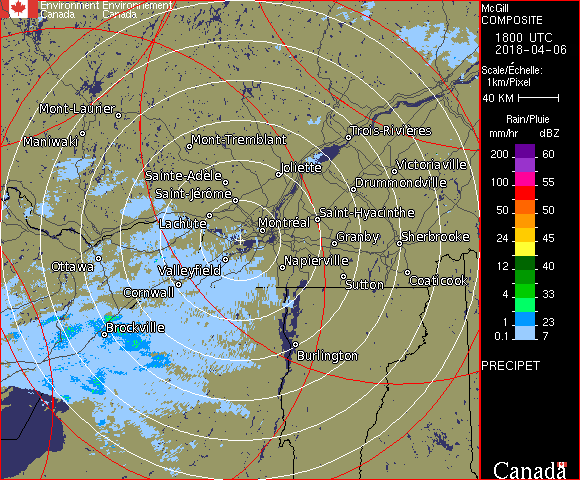 Environment Environnement
Canada Canada
McGill
COMPOSITE
1800 UTC
2018-04-06
Scale/Échelle:
1km/Pixel
40 KM
Rain/Pluie
mm/hr dBZ
200 60
100 55
50 50
24 45
12 40
4 33
1 23
0.1 7
PRECIPET
Canada
Mont-Laurier
Maniwaki
Mont-Tremblant
Trois-Rivières
Sainte-Adèle
Joliette
Victoriaville
Saint-Jérôme
Drummondville
Lachute
Montréal
Saint-Hyacinthe
Granby
Sherbrooke
Ottawa
Valleyfield
Napierville
Cornwall
Sutton
Coaticook
Brockville
Burlington